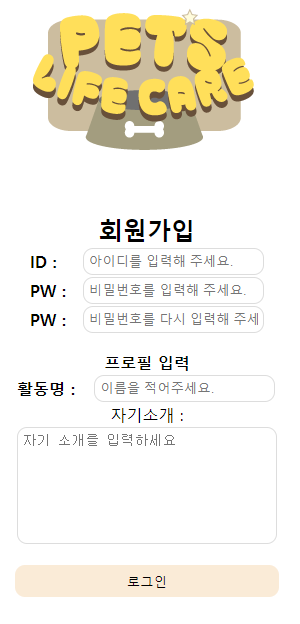 PETS
LIFE CARE
회원가입
ID : 아이디를 입력해 주세요.
PW : 비밀번호를 입력해 주세요.
PW : 비밀번호를 다시 입력해 주세
프로필 입력
활동명 : 이름을 적어주세요.
자기소개 :
자기 소개를 입력하세요
로그인